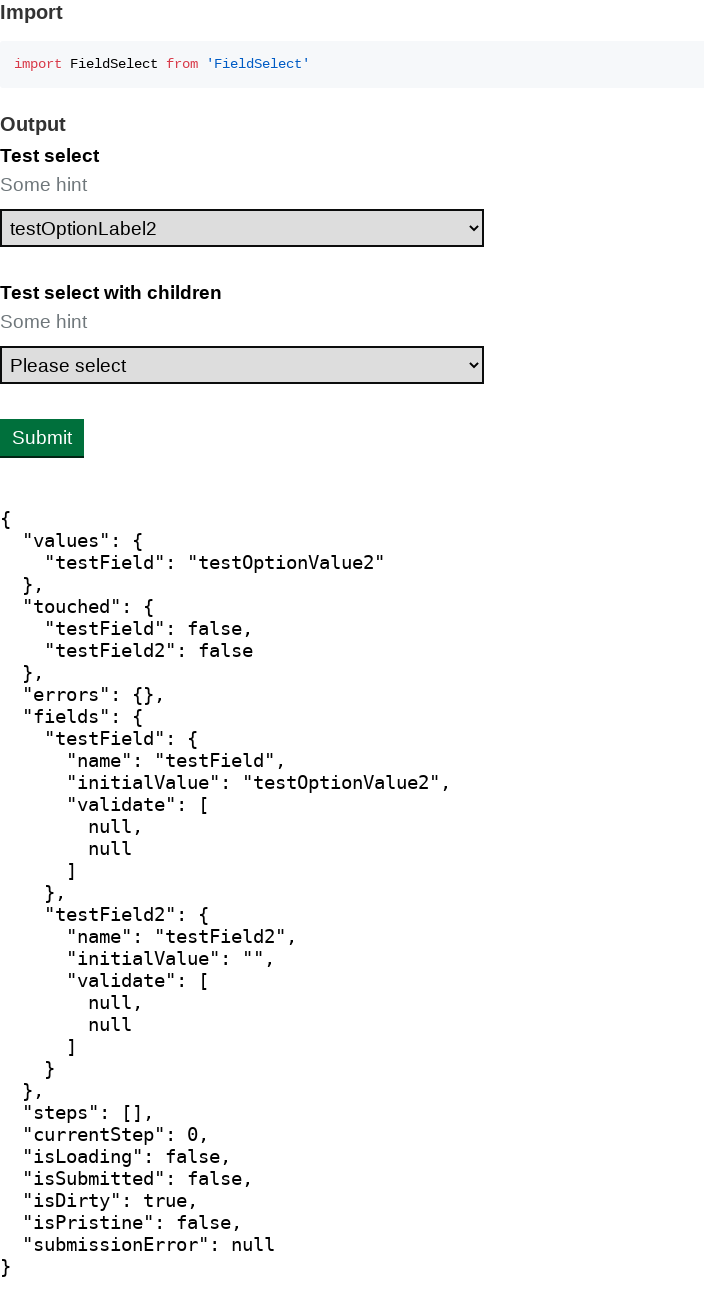 Import
import FieldSelect from 'FieldSelect'
Output
Test select
Some hint
testOptionLabel2
Test select with children
Some hint
Please select
Submit
{
  "values": {
    "testField": "testOptionValue2"
  },
  "touched": {
    "testField": false,
    "testField2": false
  },
  "errors": {},
  "fields": {
    "testField": {
      "name": "testField",
      "initialValue": "testOptionValue2",
      "validate": [
        null,
        null
      ]
    },
    "testField2": {
      "name": "testField2",
      "initialValue": "",
      "validate": [
        null,
        null
      ]
    }
  },
  "steps": [],
  "currentStep": 0,
  "isLoading": false,
  "isSubmitted": false,
  "isDirty": true,
  "isPristine": false,
  "submissionError": null
}